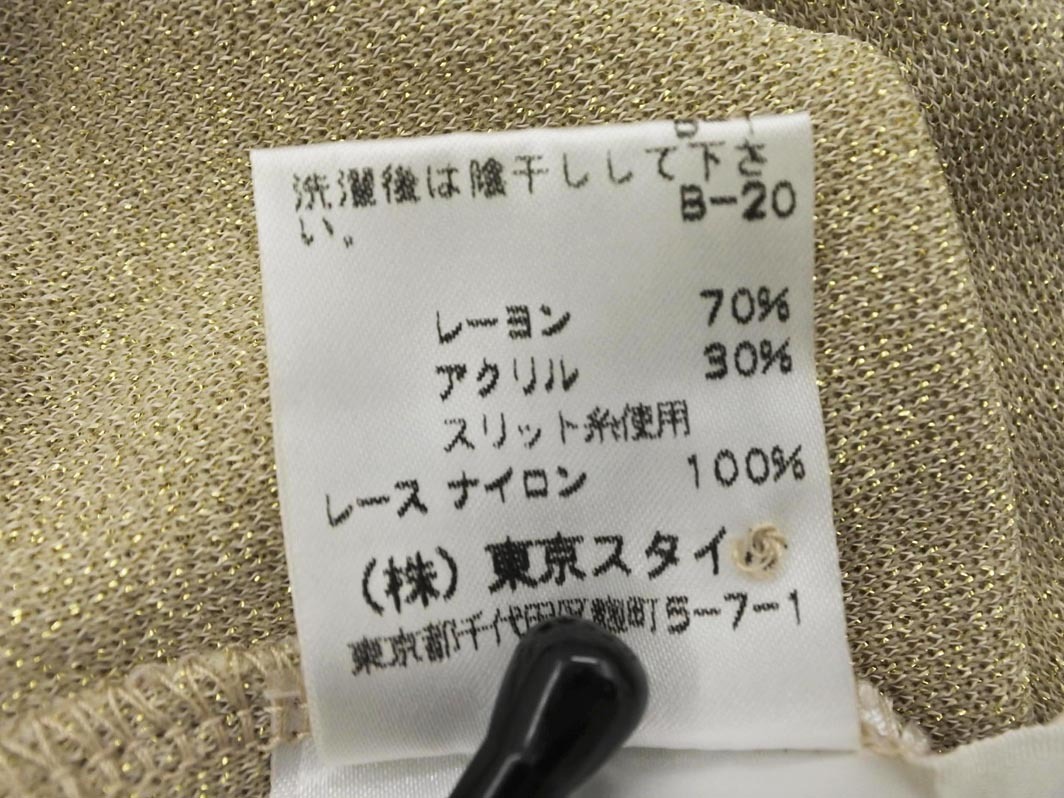 洗濯後は陰干しして下さ
い。
B-20
レーヨン 70%
アクリル 30%
スリット糸使用
レース ナイロン 100%
(株) 東京スタイ
東京都千代田区麹町5-7-1